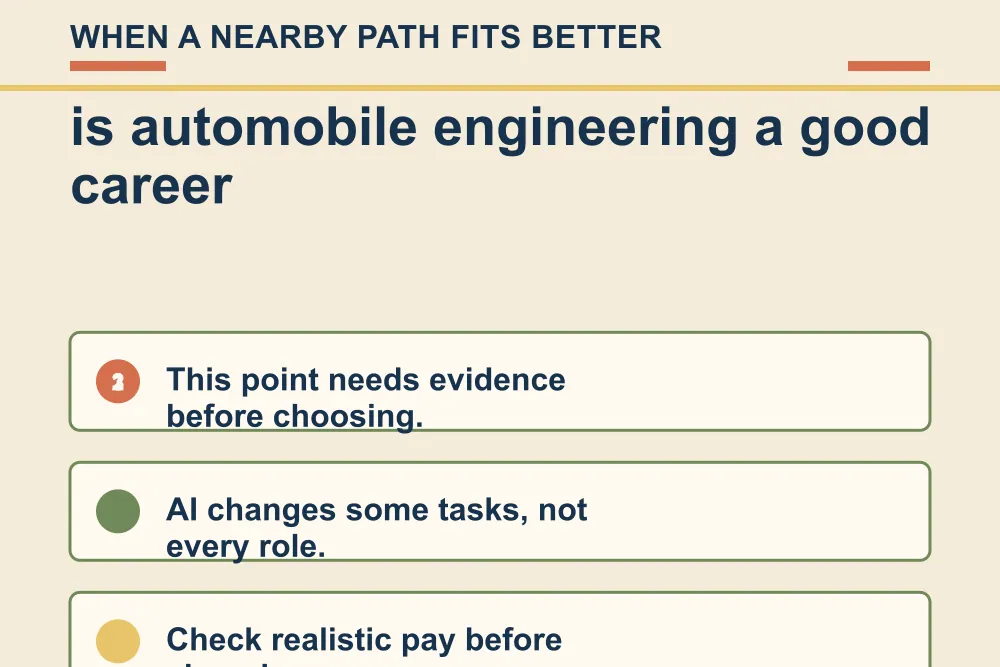 WHEN A NEARBY PATH FITS BETTER
is automobile engineering a good
career
This point needs evidence
before choosing.
AI changes some tasks, not
every role.
Check realistic pay before